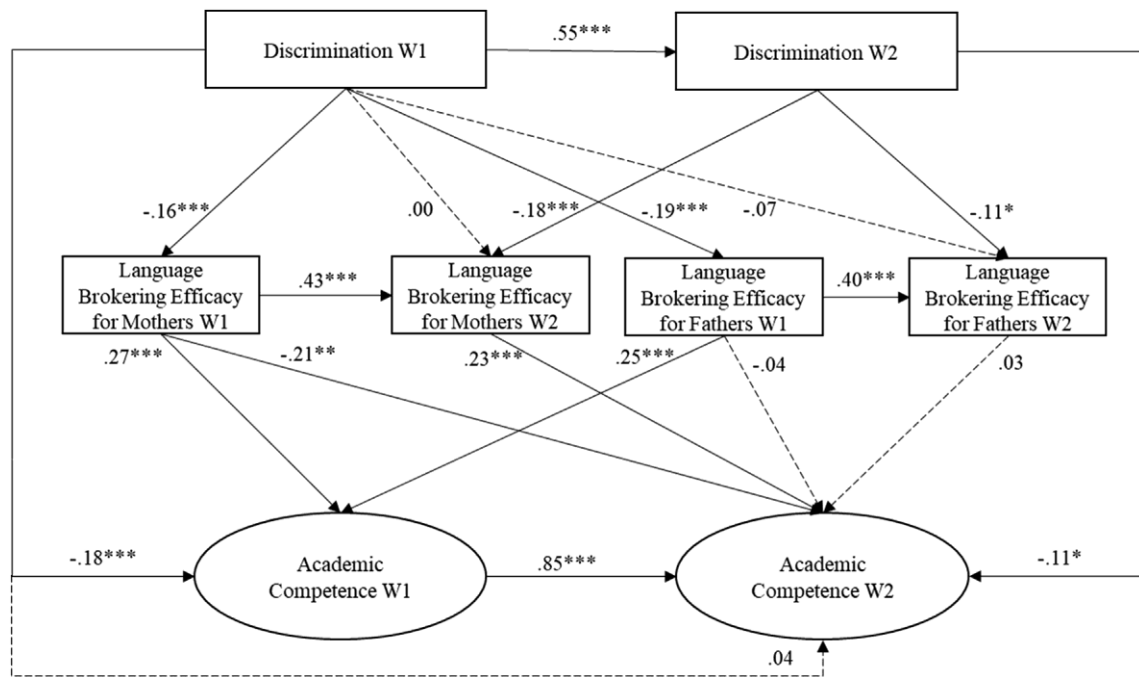 Discrimination W1
.55***
Discrimination W2
-.16***
.00
-.18***
-.19***
-.07
-.11*
Language
Brokering Efficacy
for Mothers W1
.43***
Language
Brokering Efficacy
for Mothers W2
Language
Brokering Efficacy
for Fathers W1
.40***
Language
Brokering Efficacy
for Fathers W2
.27***
-.21**
.23***
.25***
-.04
.03
-.18***
Academic
Competence W1
.85***
Academic
Competence W2
-.11*
.04